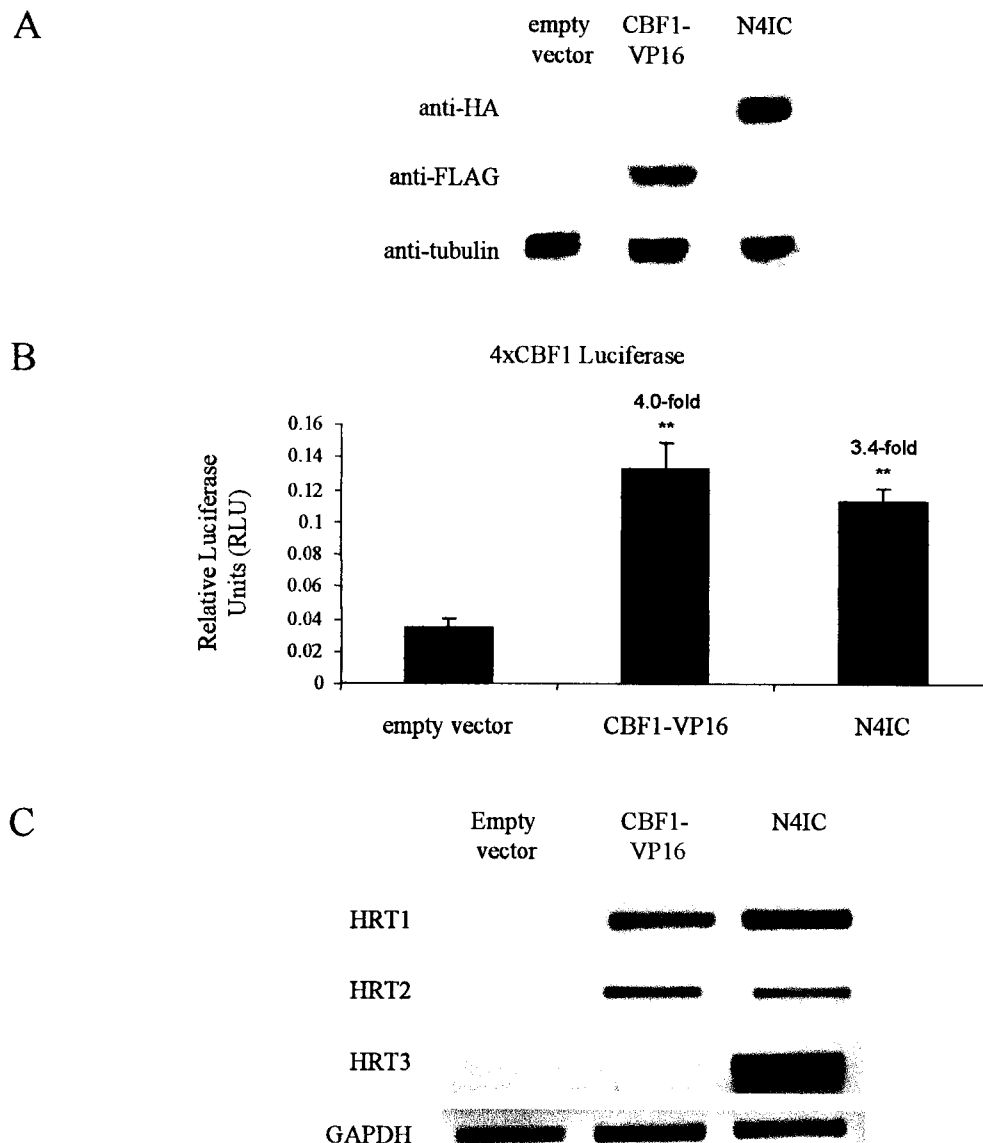 A
empty vector
CBF1-VP16
N4IC
anti-HA
anti-FLAG
anti-tubulin
B
4xCBF1 Luciferase
Relative Luciferase
Units (RLU)
0.16
0.14
0.12
0.1
0.08
0.06
0.04
0.02
0
4.0-fold
**
3.4-fold
**
empty vector
CBF1-VP16
N4IC
C
Empty vector
CBF1-VP16
N4IC
HRT1
HRT2
HRT3
GAPDH